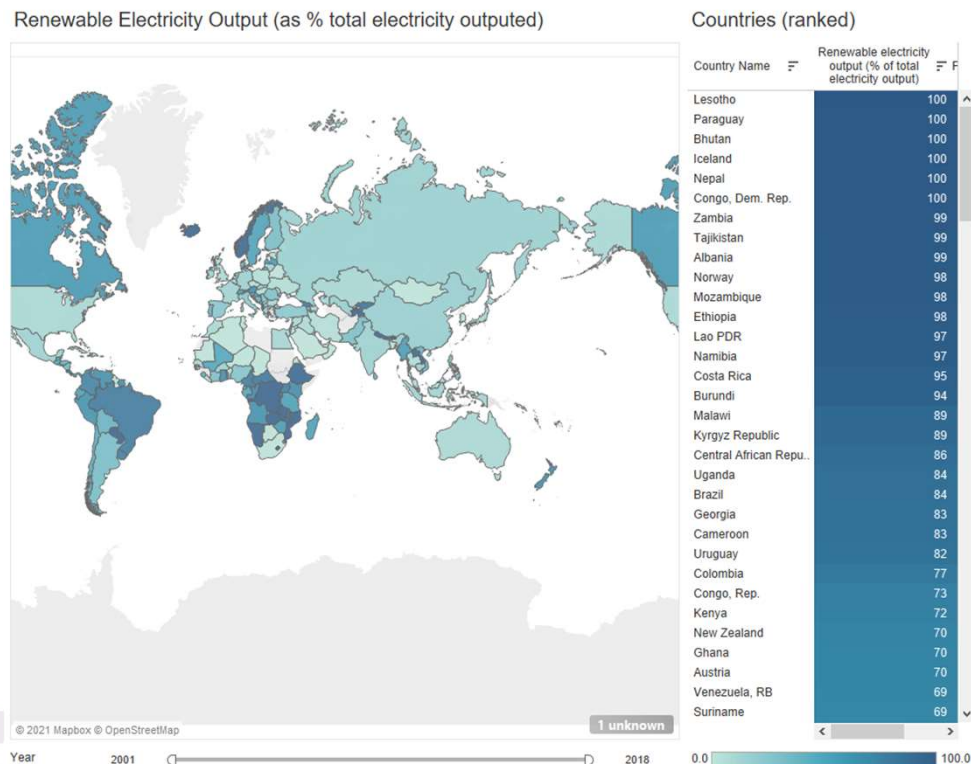 Renewable Electricity Output (as % total electricity outputed)
© 2021 Mapbox © OpenStreetMap
1 unknown
Year
2001
2018
Countries (ranked)
Country Name
Renewable electricity
output (% of total
electricity output)
F
Lesotho 100
Paraguay 100
Bhutan 100
Iceland 100
Nepal 100
Congo, Dem. Rep. 100
Zambia 99
Tajikistan 99
Albania 99
Norway 98
Mozambique 98
Ethiopia 98
Lao PDR 97
Namibia 97
Costa Rica 95
Burundi 94
Malawi 89
Kyrgyz Republic 89
Central African Repu.. 86
Uganda 84
Brazil 84
Georgia 83
Cameroon 83
Uruguay 82
Colombia 77
Congo, Rep. 73
Kenya 72
New Zealand 70
Ghana 70
Austria 70
Venezuela, RB 69
Suriname 69
0.0
100.0